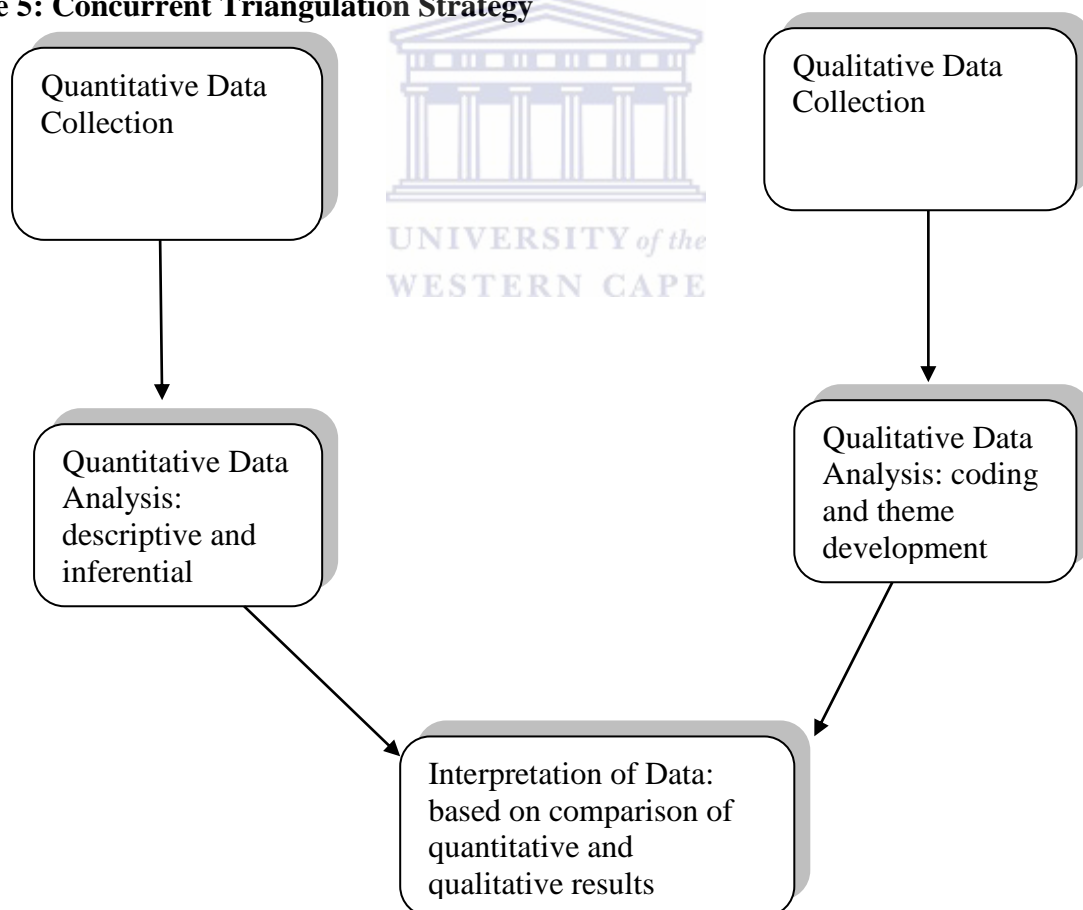 5: Concurrent Triangulation Strategy
Quantitative Data
Collection
Qualitative Data
Collection
UNIVERSITY of the
WESTERN CAPE
Quantitative Data
Analysis:
descriptive and
inferential
Qualitative Data
Analysis: coding
and theme
development
Interpretation of Data:
based on comparison of
quantitative and
qualitative results